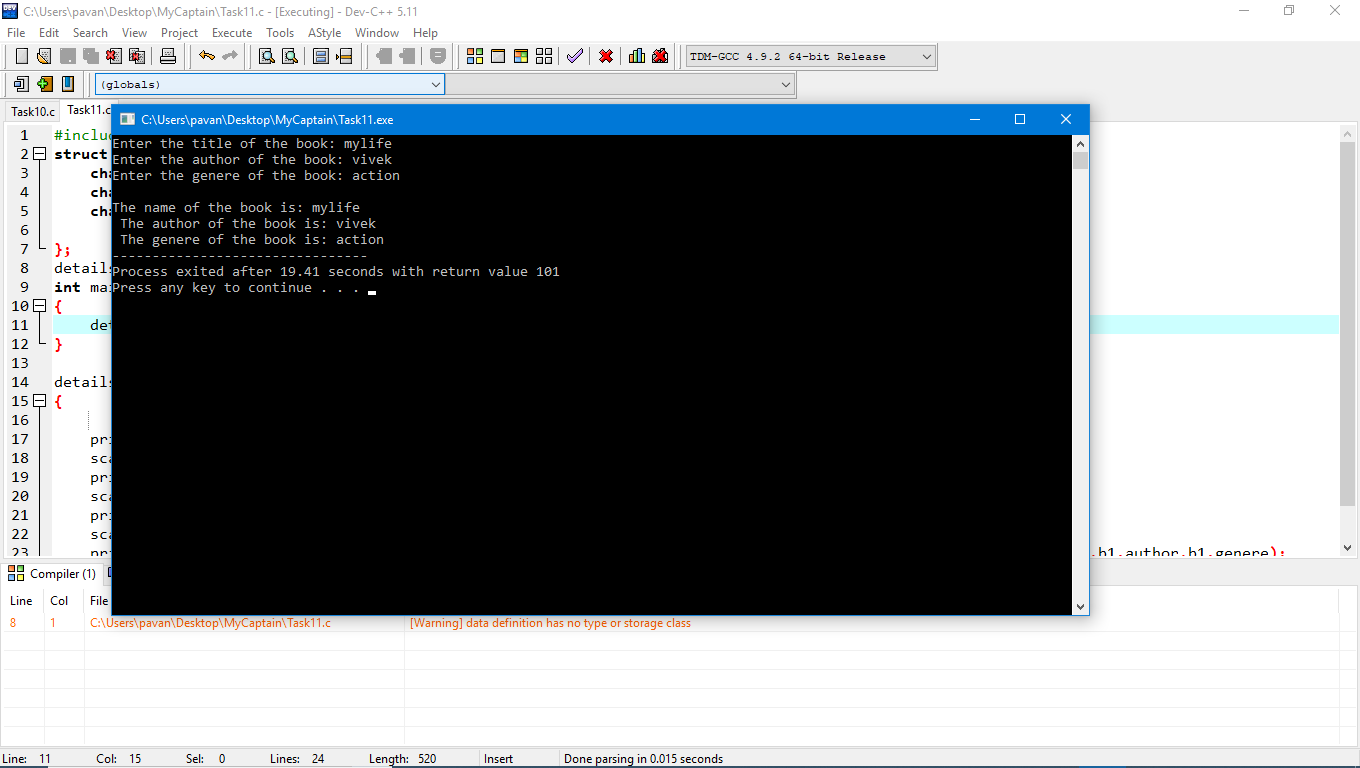 C:\Users\pavan\Desktop\MyCaptain\Task11.c - [Executing] - Dev-C++ 5.11
File Edit Search View Project Execute Tools AStyle Window Help
TDM-GCC 4.9.2 64-bit Release
(globals)
Task10.c Task11.c
C:\Users\pavan\Desktop\MyCaptain\Task11.exe
Enter the title of the book: mylife
Enter the author of the book: vivek
Enter the genere of the book: action
The name of the book is: mylife
The author of the book is: vivek
The genere of the book is: action
--------------------------------
Process exited after 19.41 seconds with return value 101
Press any key to continue . . .
1 #inclu
2 struct
3 cha
4 cha
5 cha
6
7 };
8 details
9 int mai
10 {
11 det
12 }
13
14 details
15 {
16
17 pri
18 sca
19 pri
20 sca
21 pri
22 sca
23 pri .b1.author,b1.genere);
Compiler (1)
Line Col File
8 1 C:\Users\pavan\Desktop\MyCaptain\Task11.c [Warning] data definition has no type or storage class
Line: 11 Col: 15 Sel: 0 Lines: 24 Length: 520 Insert Done parsing in 0.015 seconds